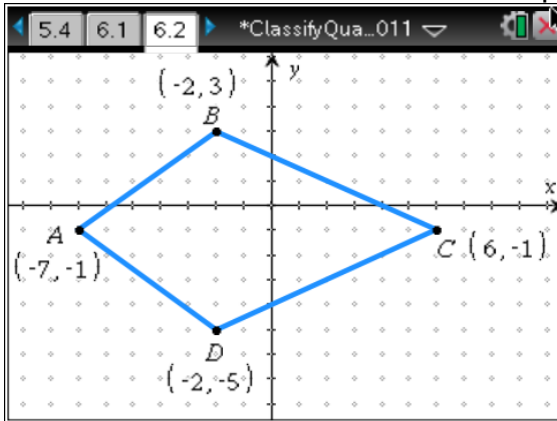 5.4 6.1 6.2 *ClassifyQua...011
(-2, 3) y
B
x
A C (6, -1)
(-7, -1)
D
(-2, -5)